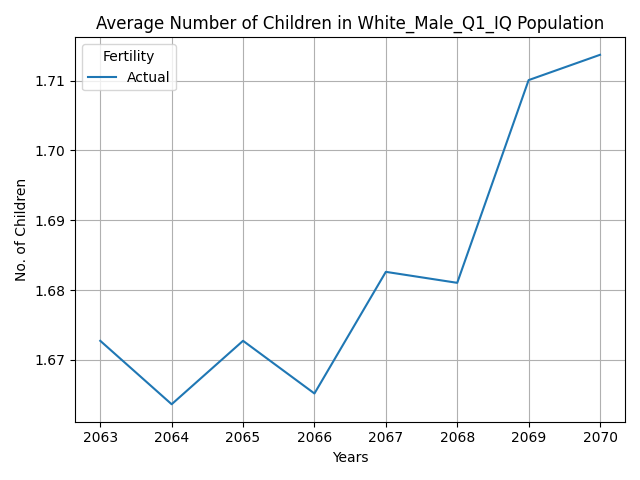 Average Number of Children in White_Male_Q1_IQ Population
Fertility
Actual
No. of Children
1.71
1.70
1.69
1.68
1.67
2063 2064 2065 2066 2067 2068 2069 2070
Years